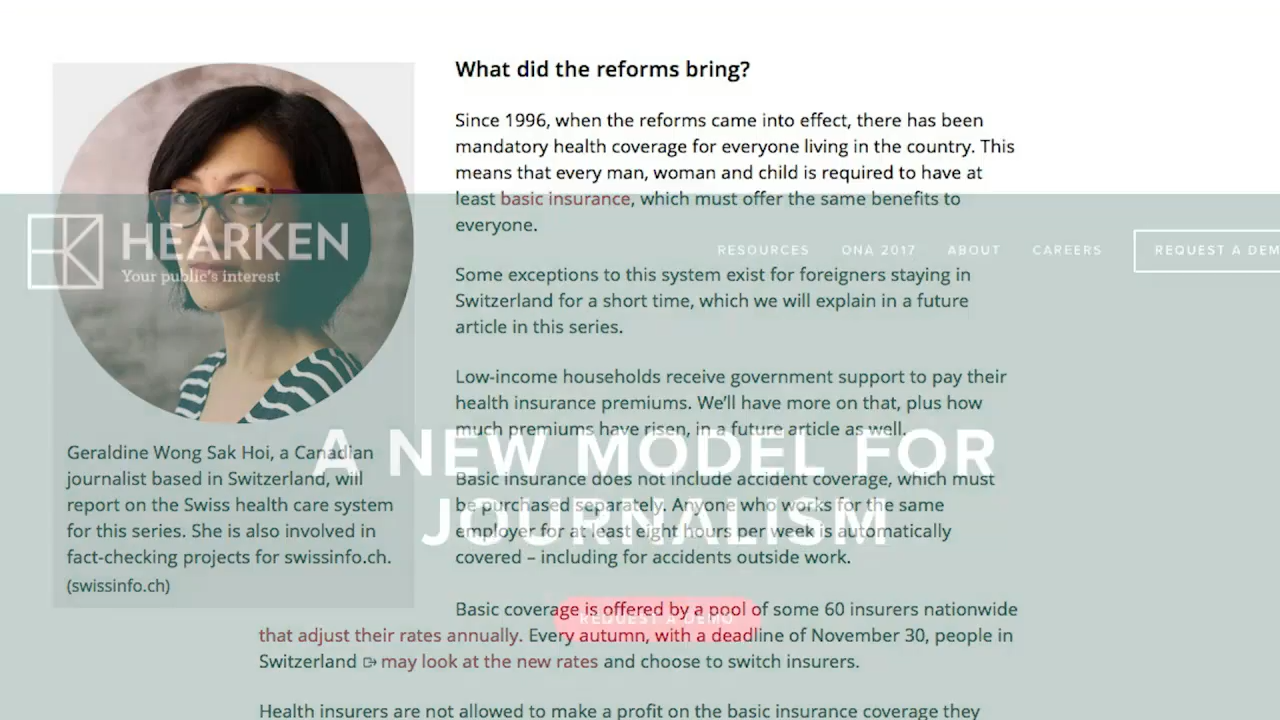 What did the reforms bring?
Since 1996, when the reforms came into effect, there has been
mandatory health coverage for everyone living in the country. This
means that every man, woman and child is required to have at
least basic insurance, which must offer the same benefits to
everyone.
HEARKEN
Your public's interest
RESOURCES ONA 2017 ABOUT CAREERS REQUEST A DEM
Some exceptions to this system exist for foreigners staying in
Switzerland for a short time, which we will explain in a future
article in this series.
Low-income households receive government support to pay their
health insurance premiums. We'll have more on that, plus how
much premiums have risen, in a future article as well.
A NEW MODEL FOR
JOURNALISM
Geraldine Wong Sak Hoi, a Canadian
journalist based in Switzerland, will
report on the Swiss health care system
for this series. She is also involved in
fact-checking projects for swissinfo.ch.
(swissinfo.ch)
Basic insurance does not include accident coverage, which must
be purchased separately. Anyone who works for the same
employer for at least eight hours per week is automatically
covered – including for accidents outside work.
REQUEST A DEMO
Basic coverage is offered by a pool of some 60 insurers nationwide
that adjust their rates annually. Every autumn, with a deadline of November 30, people in
Switzerland may look at the new rates and choose to switch insurers.
Health insurers are not allowed to make a profit on the basic insurance coverage they